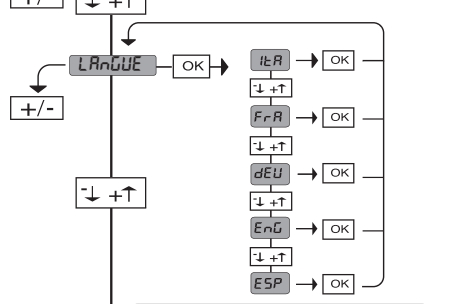 +/-
-↓ +↑
LAnGUE
OK
ItA
OK
-↓ +↑
+/-
FrA
OK
-↓ +↑
dEU
OK
-↓ +↑
-↓ +↑
EnG
OK
-↓ +↑
ESP
OK